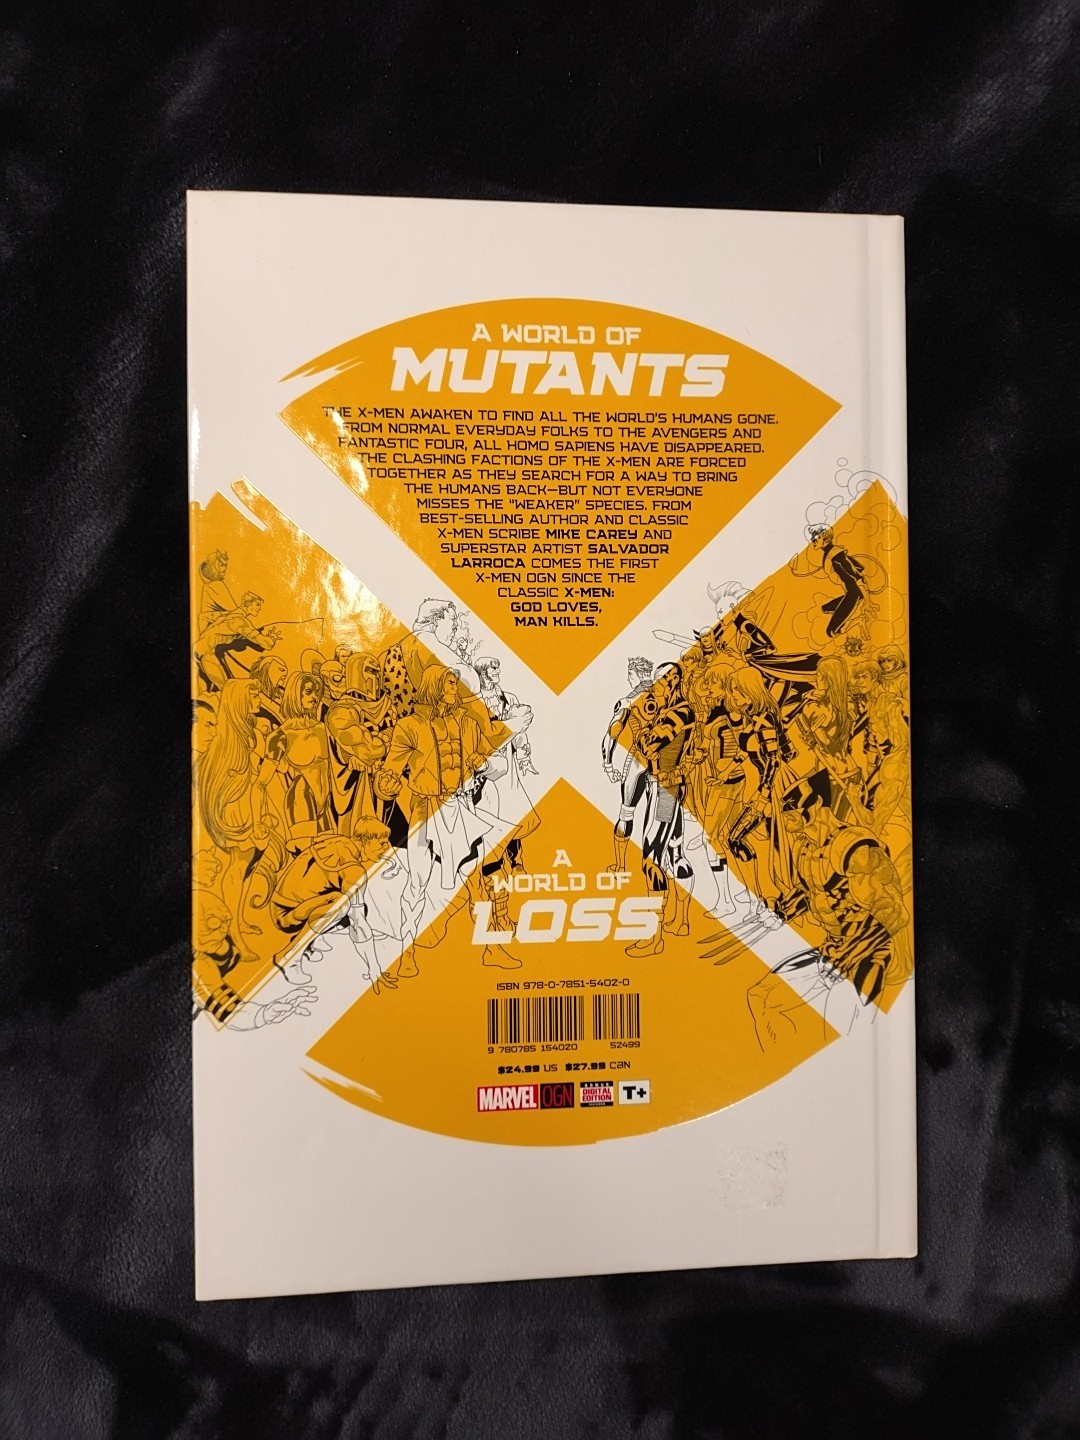 A WORLD OF
MUTANTS
THE X-MEN AWAKEN TO FIND ALL THE WORLD'S HUMANS GONE.
FROM NORMAL EVERYDAY FOLKS TO THE AVENGERS AND
FANTASTIC FOUR, ALL HOMO SAPIENS HAVE DISAPPEARED.
THE CLASHING FACTIONS OF THE X-MEN ARE FORCED
TOGETHER AS THEY SEARCH FOR A WAY TO BRING
THE HUMANS BACK—BUT NOT EVERYONE
MISSES THE "WEAKER" SPECIES. FROM
BEST-SELLING AUTHOR AND CLASSIC
X-MEN SCRIBE MIKE CAREY AND
SUPERSTAR ARTIST SALVADOR
LARROCA COMES THE FIRST
X-MEN OGN SINCE THE
CLASSIC X-MEN:
GOD LOVES,
MAN KILLS.
A
WORLD OF
LOSS
ISBN 978-0-7851-5402-0
9 780785 154020 52499
$24.99 US $27.99 CAN
MARVEL OGN BONUS DIGITAL EDITION T+